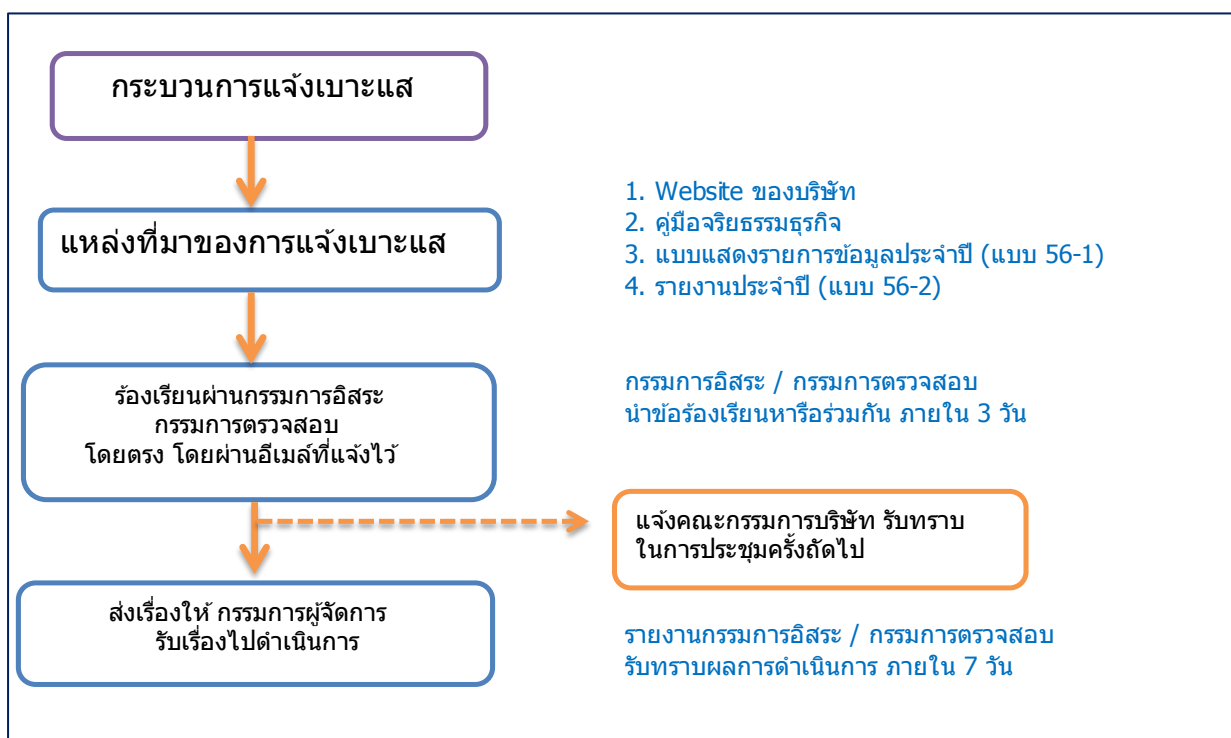 กระบวนการแจ้งเบาะแส
แหล่งที่มาของการแจ้งเบาะแส
1. Website ของบริษัท
2. คู่มือจริยธรรมธุรกิจ
3. แบบแสดงรายการข้อมูลประจำปี (แบบ 56-1)
4. รายงานประจำปี (แบบ 56-2)
ร้องเรียนผ่านกรรมการอิสระ
กรรมการตรวจสอบ
โดยตรง โดยผ่านอีเมล์ที่แจ้งไว้
กรรมการอิสระ / กรรมการตรวจสอบ
นำข้อร้องเรียนหารือร่วมกัน ภายใน 3 วัน
แจ้งคณะกรรมการบริษัท รับทราบ
ในการประชุมครั้งถัดไป
ส่งเรื่องให้ กรรมการผู้จัดการ
รับเรื่องไปดำเนินการ
รายงานกรรมการอิสระ / กรรมการตรวจสอบ
รับทราบผลการดำเนินการ ภายใน 7 วัน